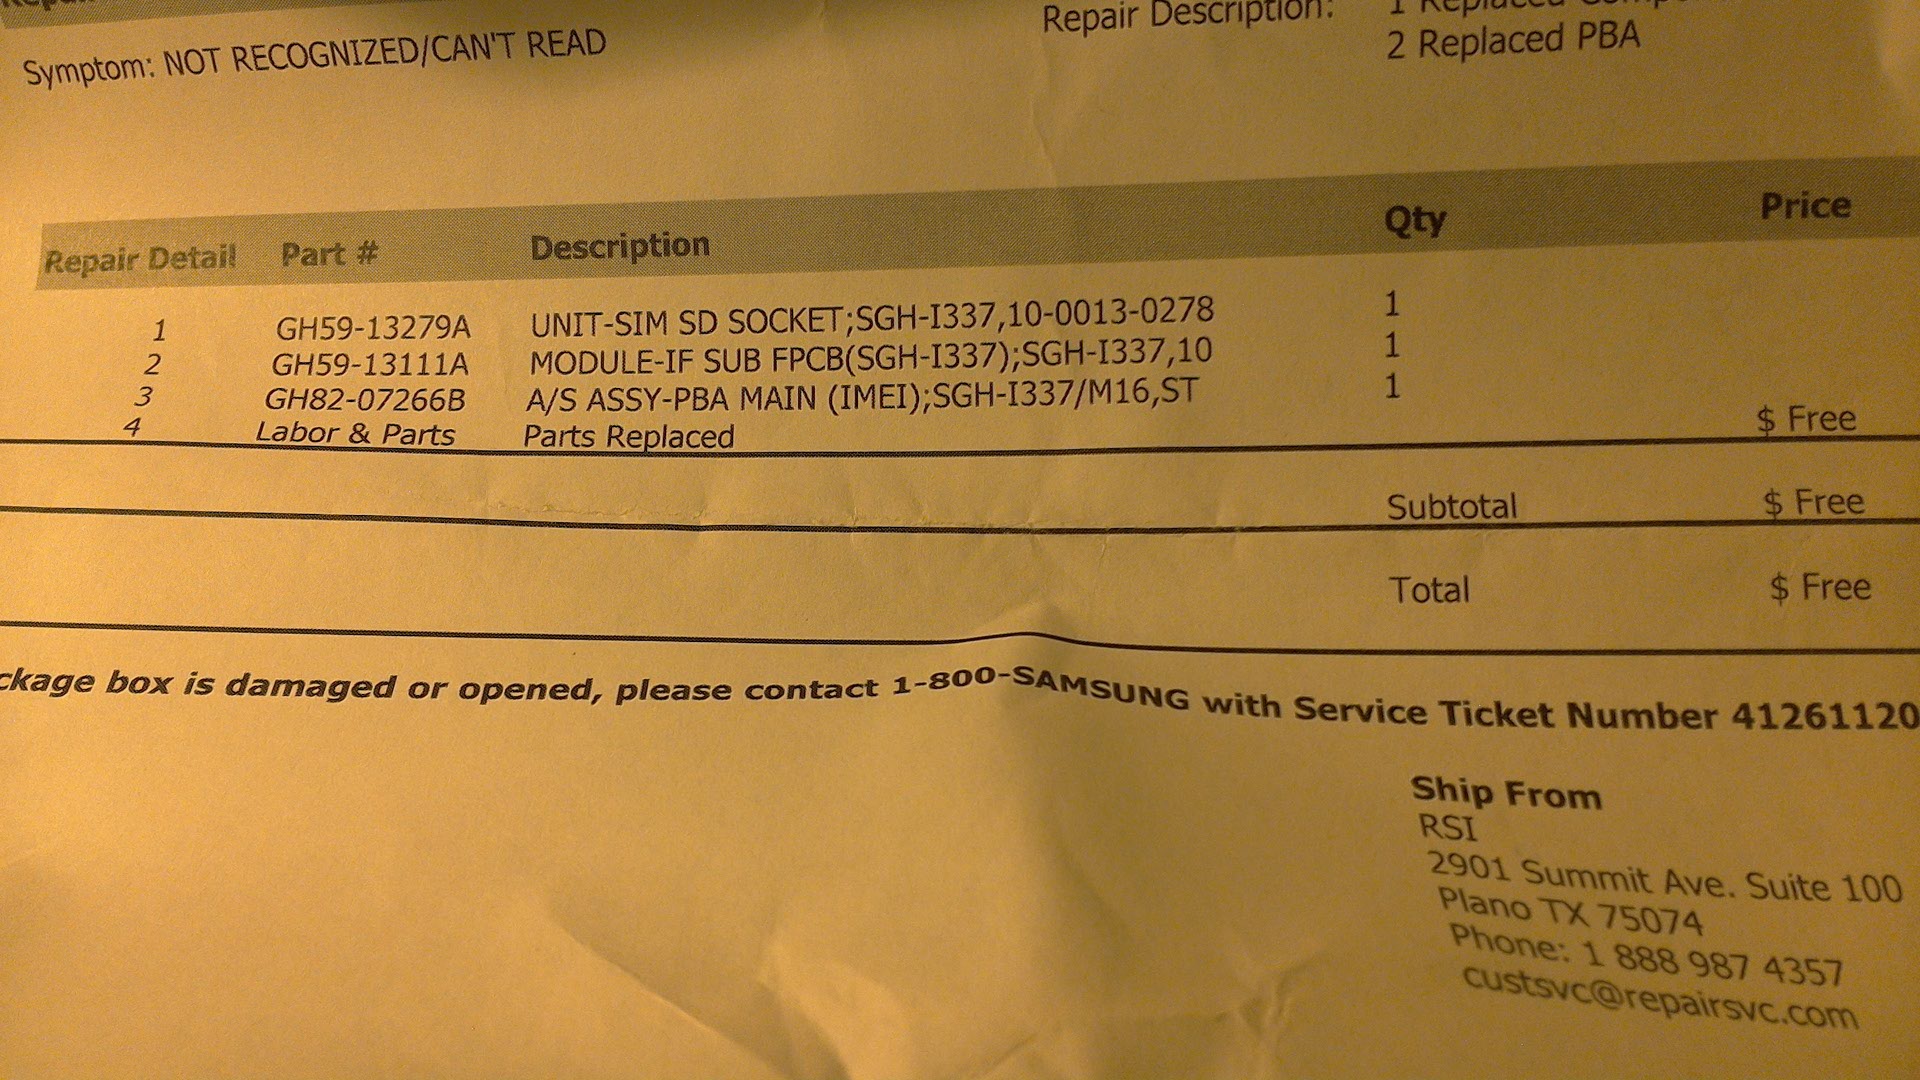 Symptom: NOT RECOGNIZED/CAN'T READ
Repair Description: 1 Replaced
2 Replaced PBA
Repair Detail Part # Description Qty Price
1 GH59-13279A UNIT-SIM SD SOCKET;SGH-I337,10-0013-0278 1
2 GH59-13111A MODULE-IF SUB FPCB(SGH-I337);SGH-I337,10 1
3 GH82-07266B A/S ASSY-PBA MAIN (IMEI);SGH-I337/M16,ST 1
4 Labor & Parts Parts Replaced $ Free
Subtotal $ Free
Total $ Free
ckage box is damaged or opened, please contact 1-800-SAMSUNG with Service Ticket Number 41261120
Ship From
RSI
2901 Summit Ave. Suite 100
Plano TX 75074
Phone: 1 888 987 4357
custsvc@repairsvc.com